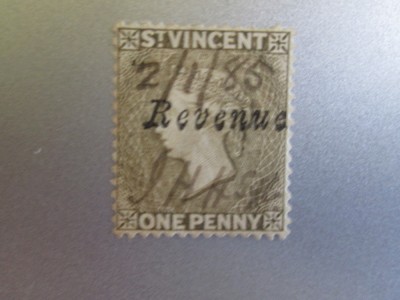 ST VINCENT
2/1/85
Revenue
ONE PENNY